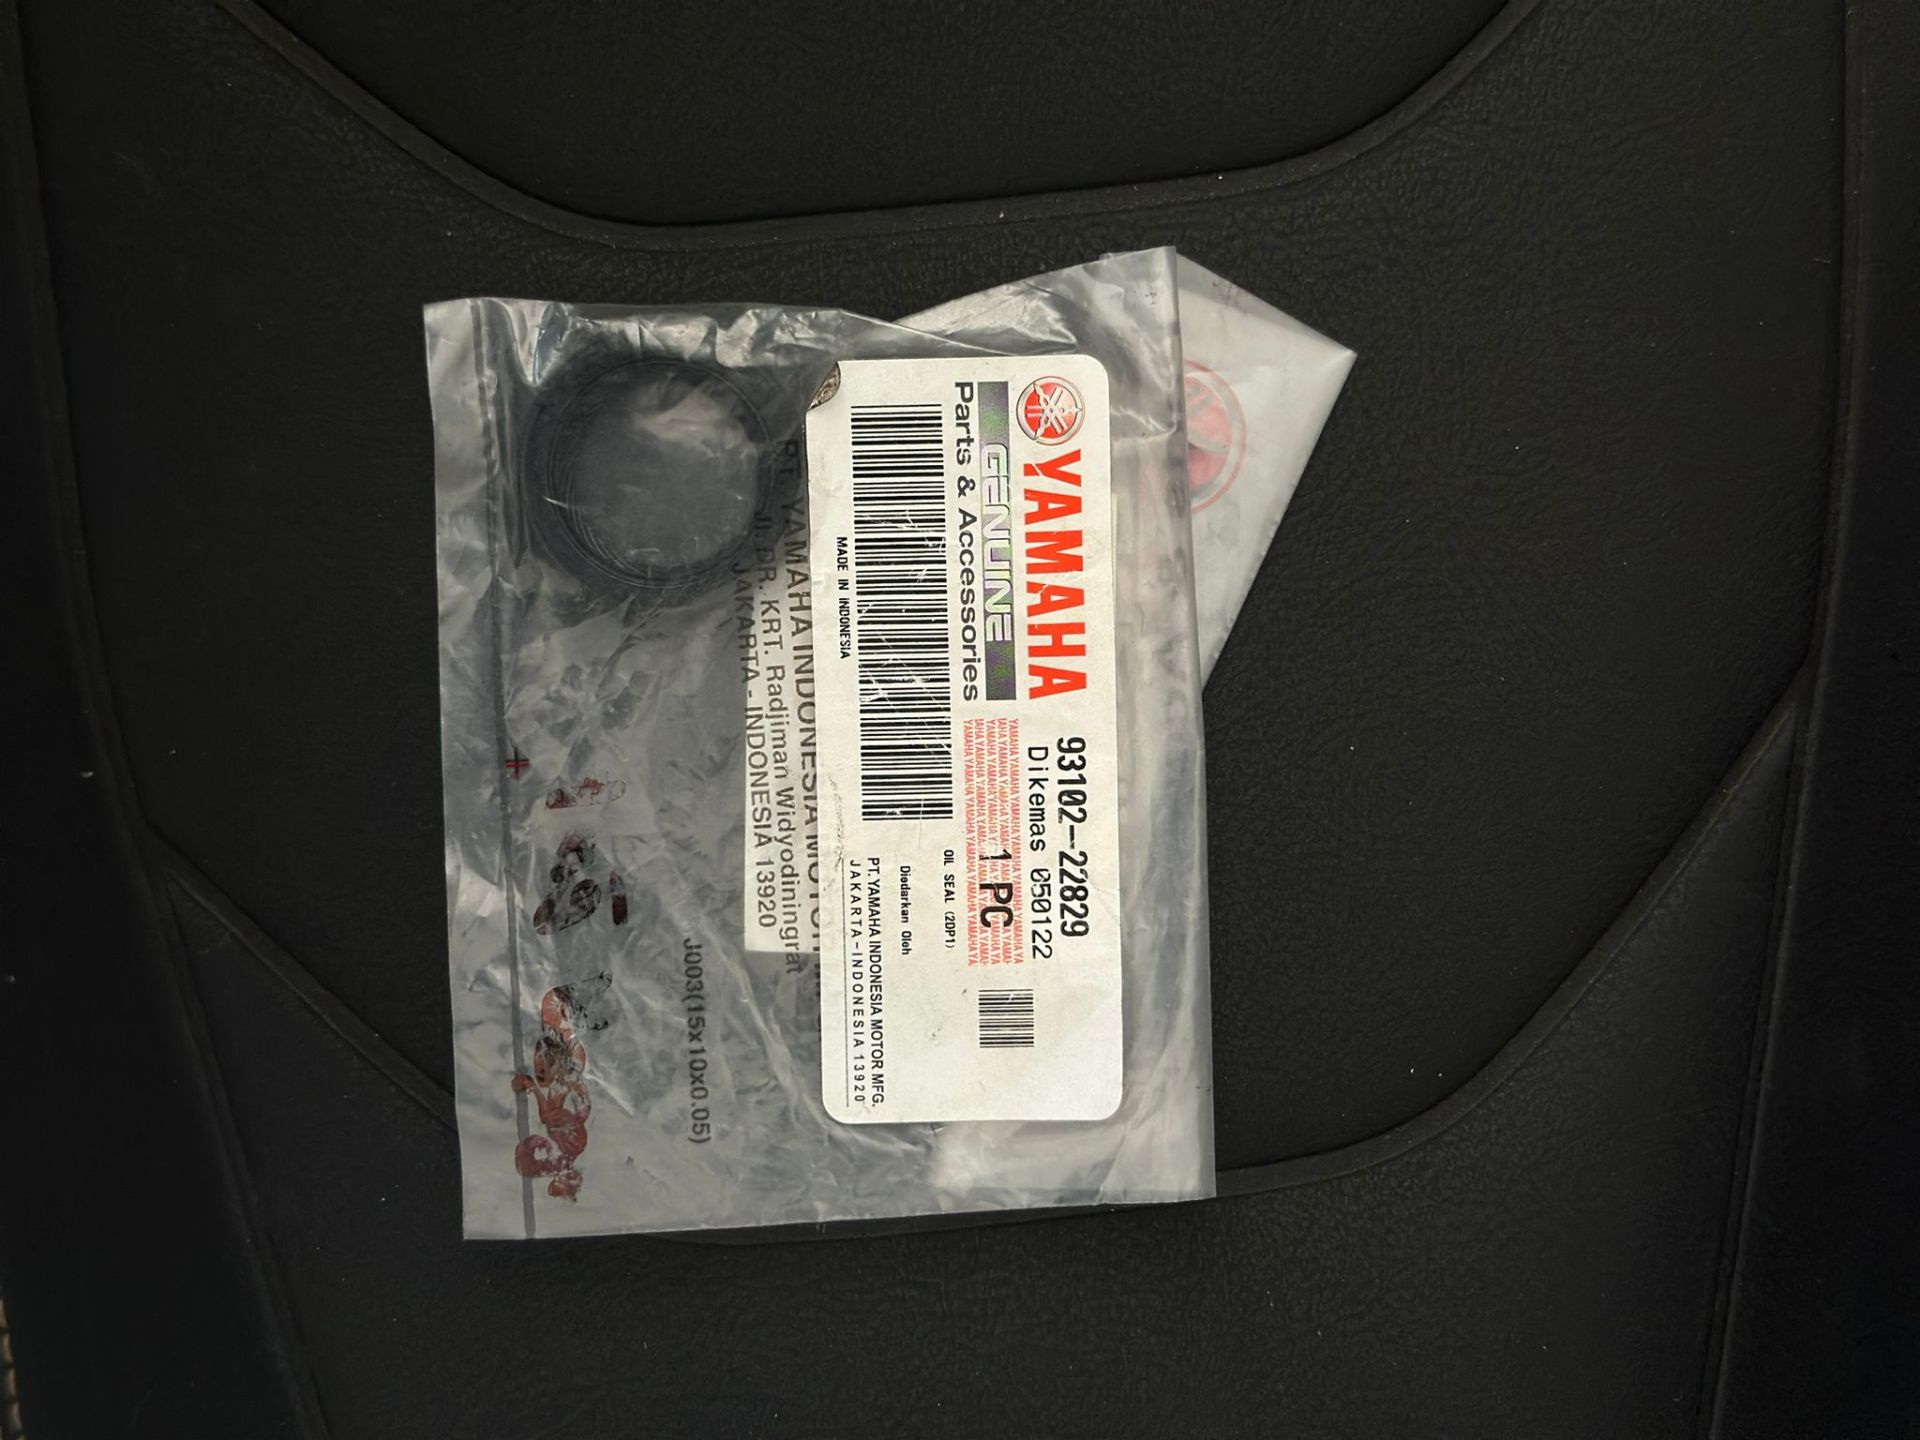 YAMAHA
GENUINE
Parts & Accessories
MADE IN INDONESIA
93102-22829
Dikemas 050122
1 PC
OIL SEAL (2DP1)
Diedarkan Oleh
PT.YAMAHA INDONESIA MOTOR MFG.
JAKARTA-INDONESIA 13920
PT. YAMAHA INDONESIA
Jl. DR. KRT. Radjiman Widyodiningrat
JAKARTA - INDONESIA 13920
J003(15x10x0.05)